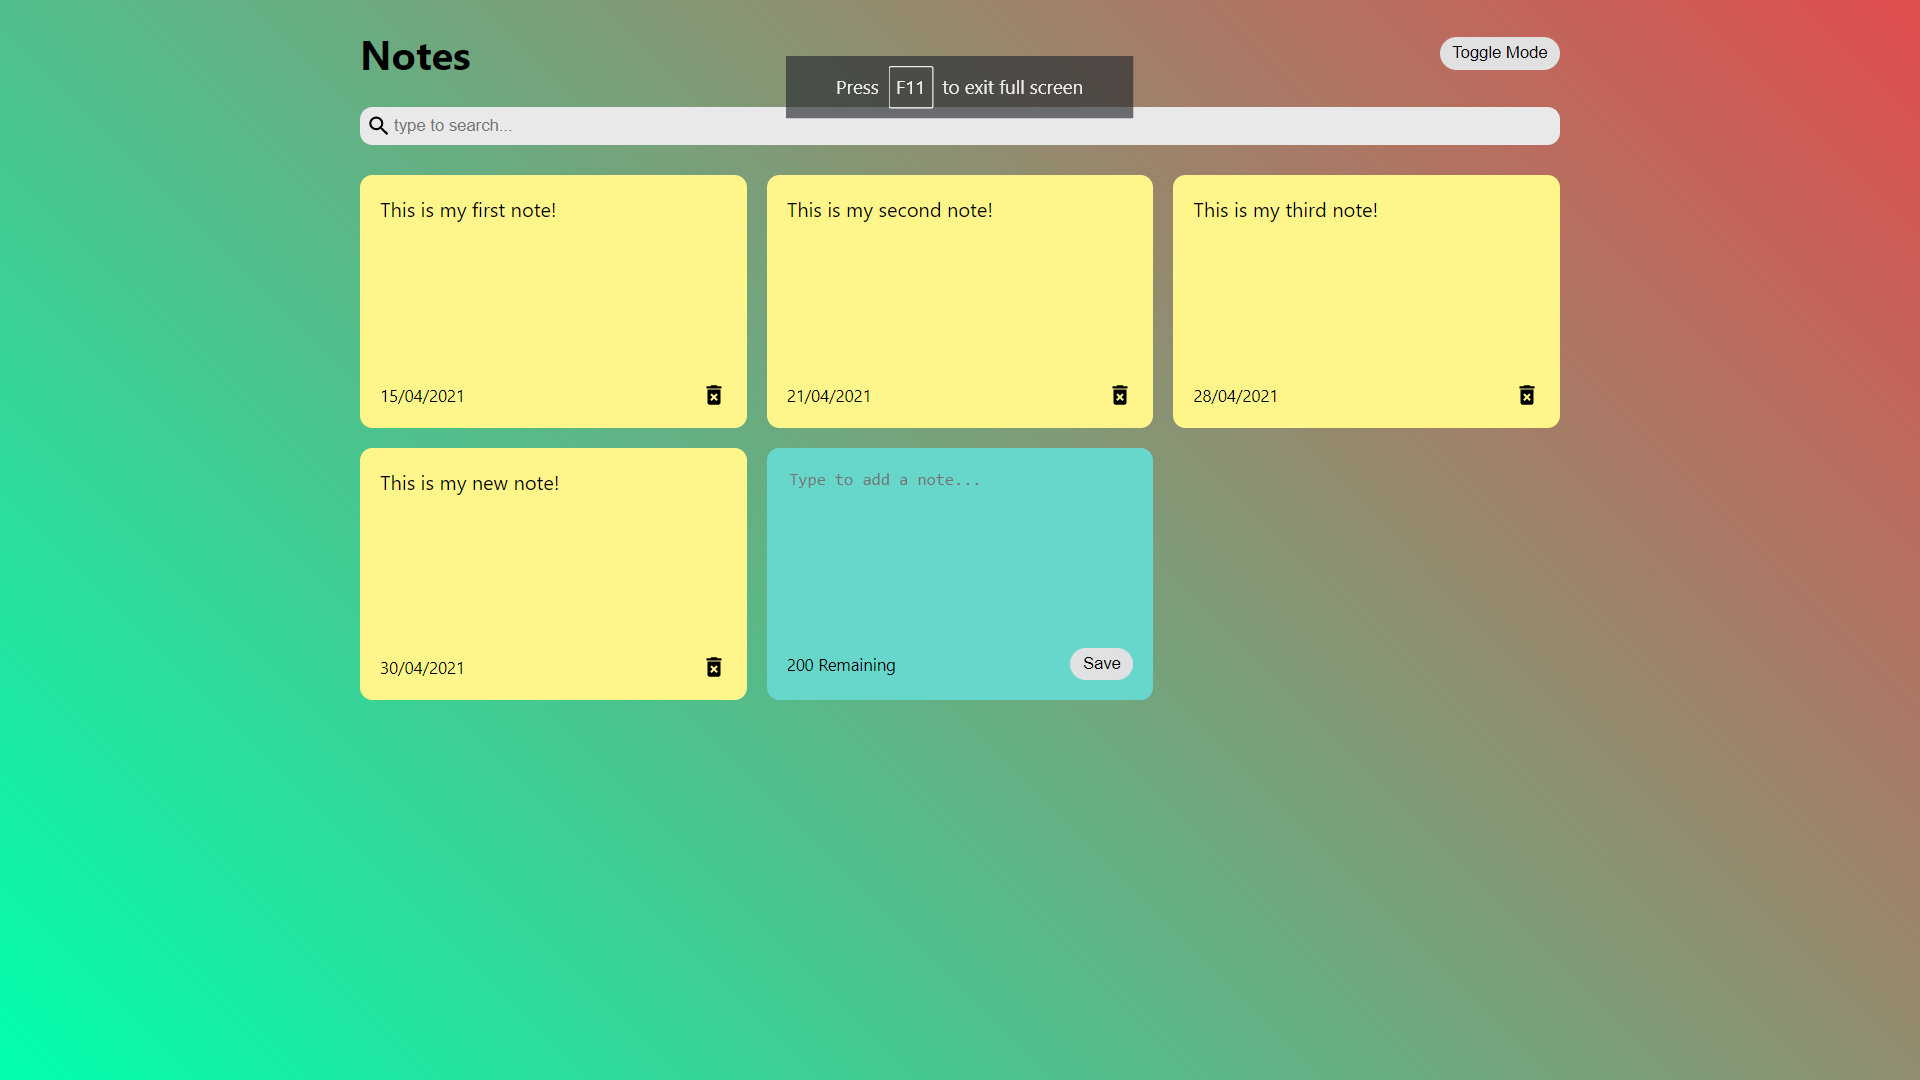 Notes
Toggle Mode
Press F11 to exit full screen
type to search...
This is my first note!
15/04/2021
This is my second note!
21/04/2021
This is my third note!
28/04/2021
This is my new note!
30/04/2021
Type to add a note...
200 Remaining
Save